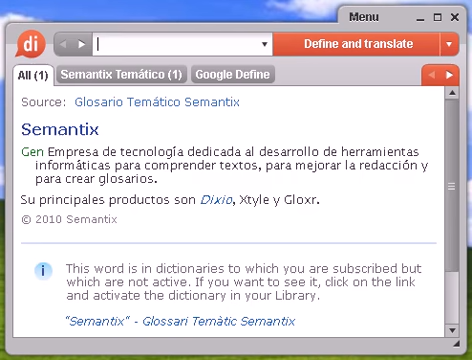 Menu
di
Define and translate
All (1)
Semantix Temático (1)
Google Define
Source: Glosario Temático Semantix
Semantix
Gen Empresa de tecnología dedicada al desarrollo de herramientas
informáticas para comprender textos, para mejorar la redacción y
para crear glosarios.
Su principales productos son Dixio, Xtyle y Gloxr.
© 2010 Semantix
i
This word is in dictionaries to which you are subscribed but
which are not active. If you want to see it, click on the link
and activate the dictionary in your Library.
"Semantix" - Glossari Temàtic Semantix